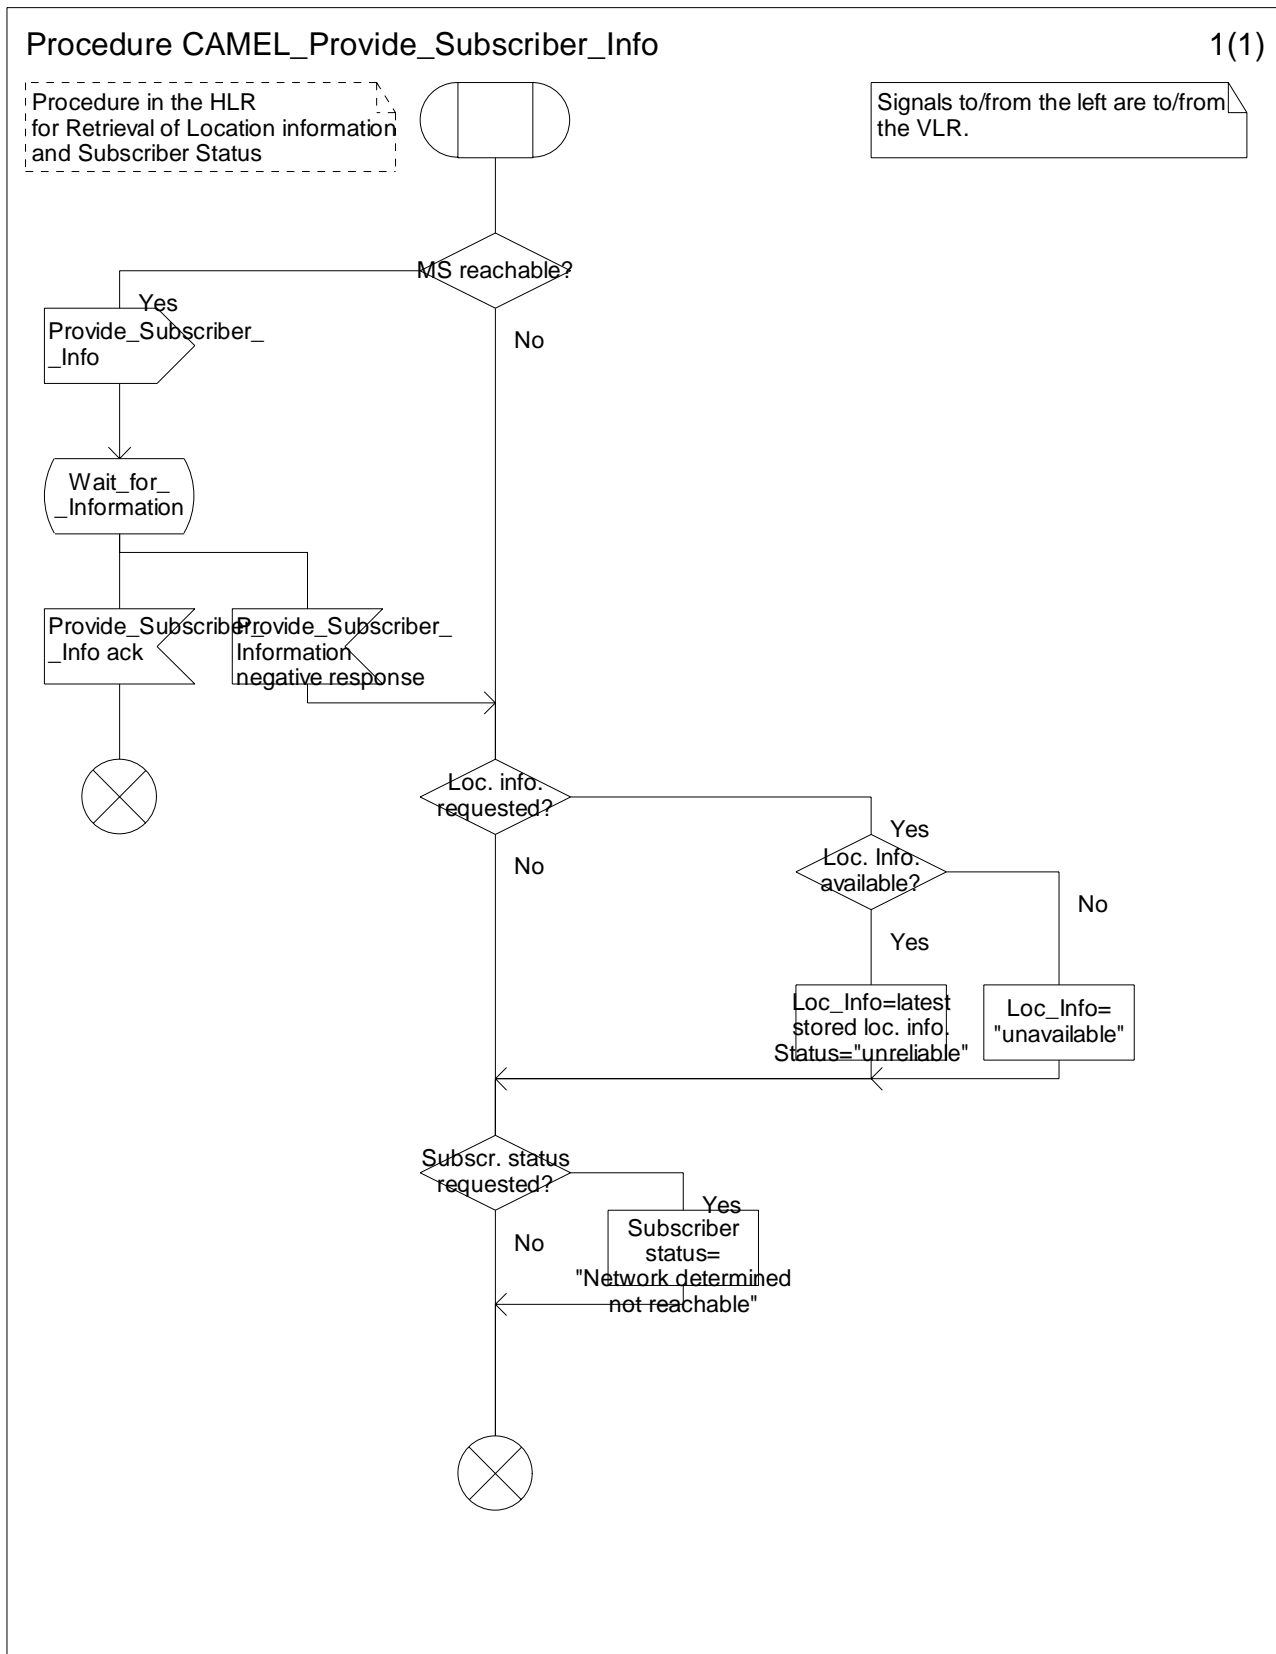 Procedure CAMEL_Provide_Subscriber_Info
1(1)
Procedure in the HLR
for Retrieval of Location information
and Subscriber Status
Signals to/from the left are to/from
the VLR.
MS reachable?
Yes
No
Provide_Subscriber_
_Info
Wait_for_
_Information
Provide_Subscriber_
_Info ack
Provide_Subscriber_
Information
negative response
Loc. info.
requested?
Yes
No
Loc. Info.
available?
No
Yes
Loc_Info=latest
stored loc. info.
Status="unreliable"
Loc_Info=
"unavailable"
Subscr. status
requested?
Yes
No
Subscriber
status=
"Network determined
not reachable"